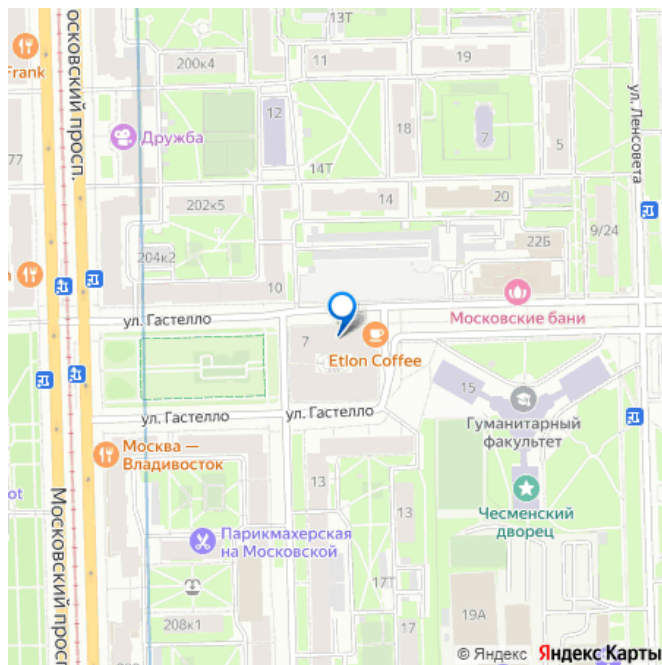 13Т
200к4
11
19
Frank
осковский просп.
ул. Ленсовета
12
18
7
5
Дружба
77
14Т
202к5
14
20
9/24
22Б
204к2
10
ул. Гастелло
Московские бани
7
Etlon Coffee
15
Гуманитарный
факультет
ул. Гастелло
ул. Гастелло
Москва —
Владивосток
13
13
ot
Московский просп
Чесменский
дворец
Парикмахерская
на Московской
17Т
208к1
17
19А
© Яндекс Яндекс Карты